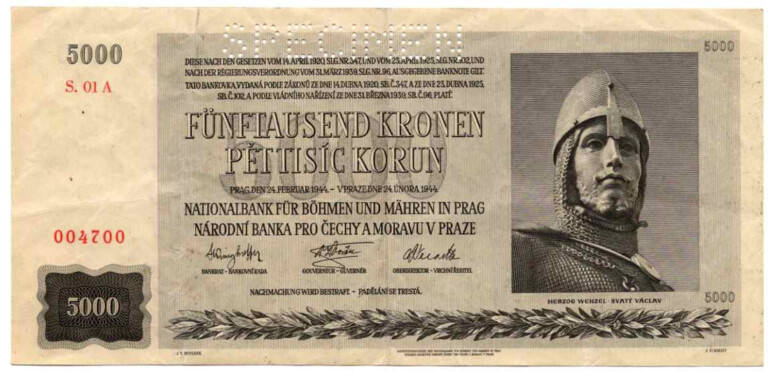 SPECIMEN
5000
S. 01 A
DIESE NACH DEN GESETZEN VOM 14. APRIL 1920, SLG. NR. 347, UND VOM 23. APRIL 1925, SLG. NR. 102, UND
NACH DER REGIERUNGSVERORDNUNG VOM 31. MÄRZ 1939, SLG. NR. 96, AUSGEGEBENE BANKNOTE GILT.
TATO BANKOVKA, VYDANÁ PODLE ZÁKONŮ ZE DNE 14. DUBNA 1920, SB. Č. 347, A ZE DNE 23. DUBNA 1925,
SB. Č. 102, A PODLE VLÁDNÍHO NAŘÍZENÍ ZE DNE 31. BŘEZNA 1939, SB. Č. 96, PLATÍ.
5000
FÜNFTAUSEND KRONEN
PĚTTISÍC KORUN
5000
PRAG, DEN 24. FEBRUAR 1944. – V PRAZE DNE 24. ÚNORA 1944.
NATIONALBANK FÜR BÖHMEN UND MÄHREN IN PRAG
NÁRODNÍ BANKA PRO ČECHY A MORAVU V PRAZE
004700
BANKRAT – BANKOVNÍ RADA
GOUVERNEUR – GUVERNÉR
OBERDIREKTOR – VRCHNÍ ŘEDITEL
NACHMACHUNG WIRD BESTRAFT. – PADĚLÁNÍ SE TRESTÁ.
5000
HERZOG WENZEL · SVATÝ VÁCLAV
5000